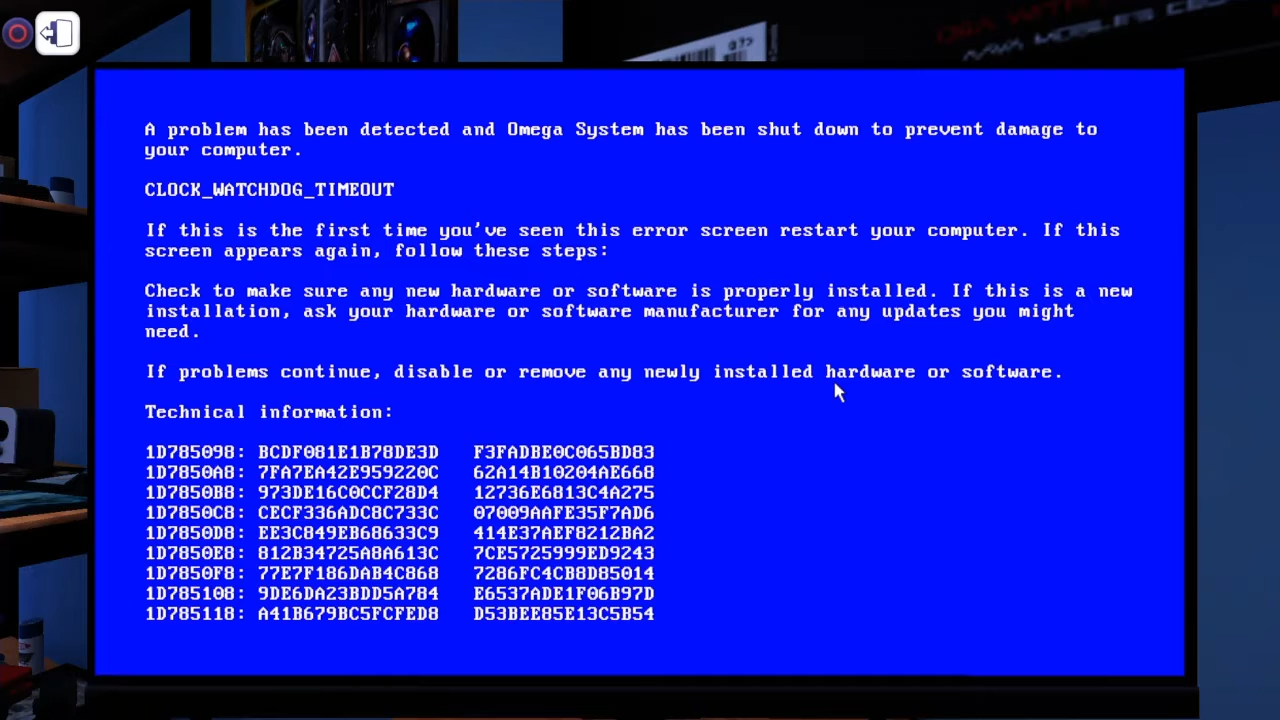 A problem has been detected and Omega System has been shut down to prevent damage to
your computer.
CLOCK_WATCHDOG_TIMEOUT
If this is the first time you've seen this error screen restart your computer. If this
screen appears again, follow these steps:
Check to make sure any new hardware or software is properly installed. If this is a new
installation, ask your hardware or software manufacturer for any updates you might
need.
If problems continue, disable or remove any newly installed hardware or software.
Technical information:
1D785098: BCDF081E1B78DE3D F3FADBE0C065BD83
1D7850A8: 7FA7EA42E959220C 62A14B10204AE668
1D7850B8: 973DE16C0CCF28D4 12736E6813C4A275
1D7850C8: CECF336ADC8C733C 07009AAFE35F7AD6
1D7850D8: EE3C849EB68633C9 414E37AEF8212BA2
1D7850E8: 812B34725A8A613C 7CE5725999ED9243
1D7850F8: 77E7F186DAB4C868 7286FC4CB8D85014
1D785108: 9DE6DA23BDD5A784 E6537ADE1F06B97D
1D785118: A41B679BC5FCFED8 D53BEE85E13C5B54